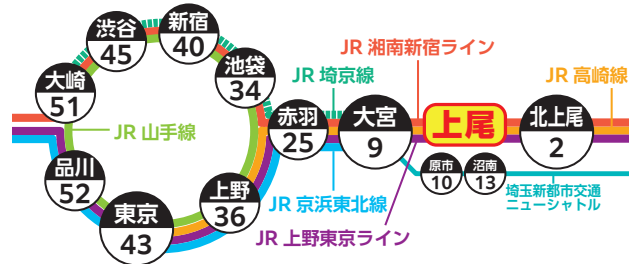 渋谷
45
新宿
40
池袋
34
大崎
51
JR 山手線
品川
52
東京
43
上野
36
赤羽
25
JR 埼京線
JR 湘南新宿ライン
JR 高崎線
大宮
9
上尾
北上尾
2
原市
10
沼南
13
埼玉新都市交通
ニューシャトル
JR 京浜東北線
JR 上野東京ライン